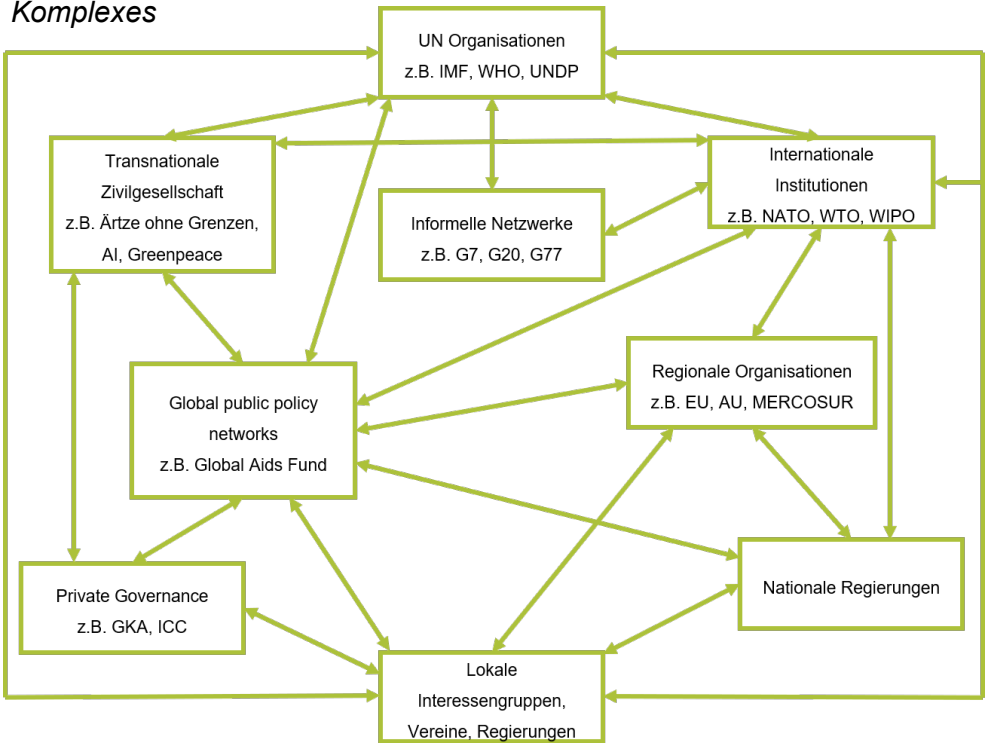 Komplexes
UN Organisationen
z.B. IMF, WHO, UNDP
Transnationale
Zivilgesellschaft
z.B. Ärtze ohne Grenzen,
AI, Greenpeace
Internationale
Institutionen
z.B. NATO, WTO, WIPO
Informelle Netzwerke
z.B. G7, G20, G77
Regionale Organisationen
z.B. EU, AU, MERCOSUR
Global public policy
networks
z.B. Global Aids Fund
Nationale Regierungen
Private Governance
z.B. GKA, ICC
Lokale
Interessengruppen,
Vereine, Regierungen